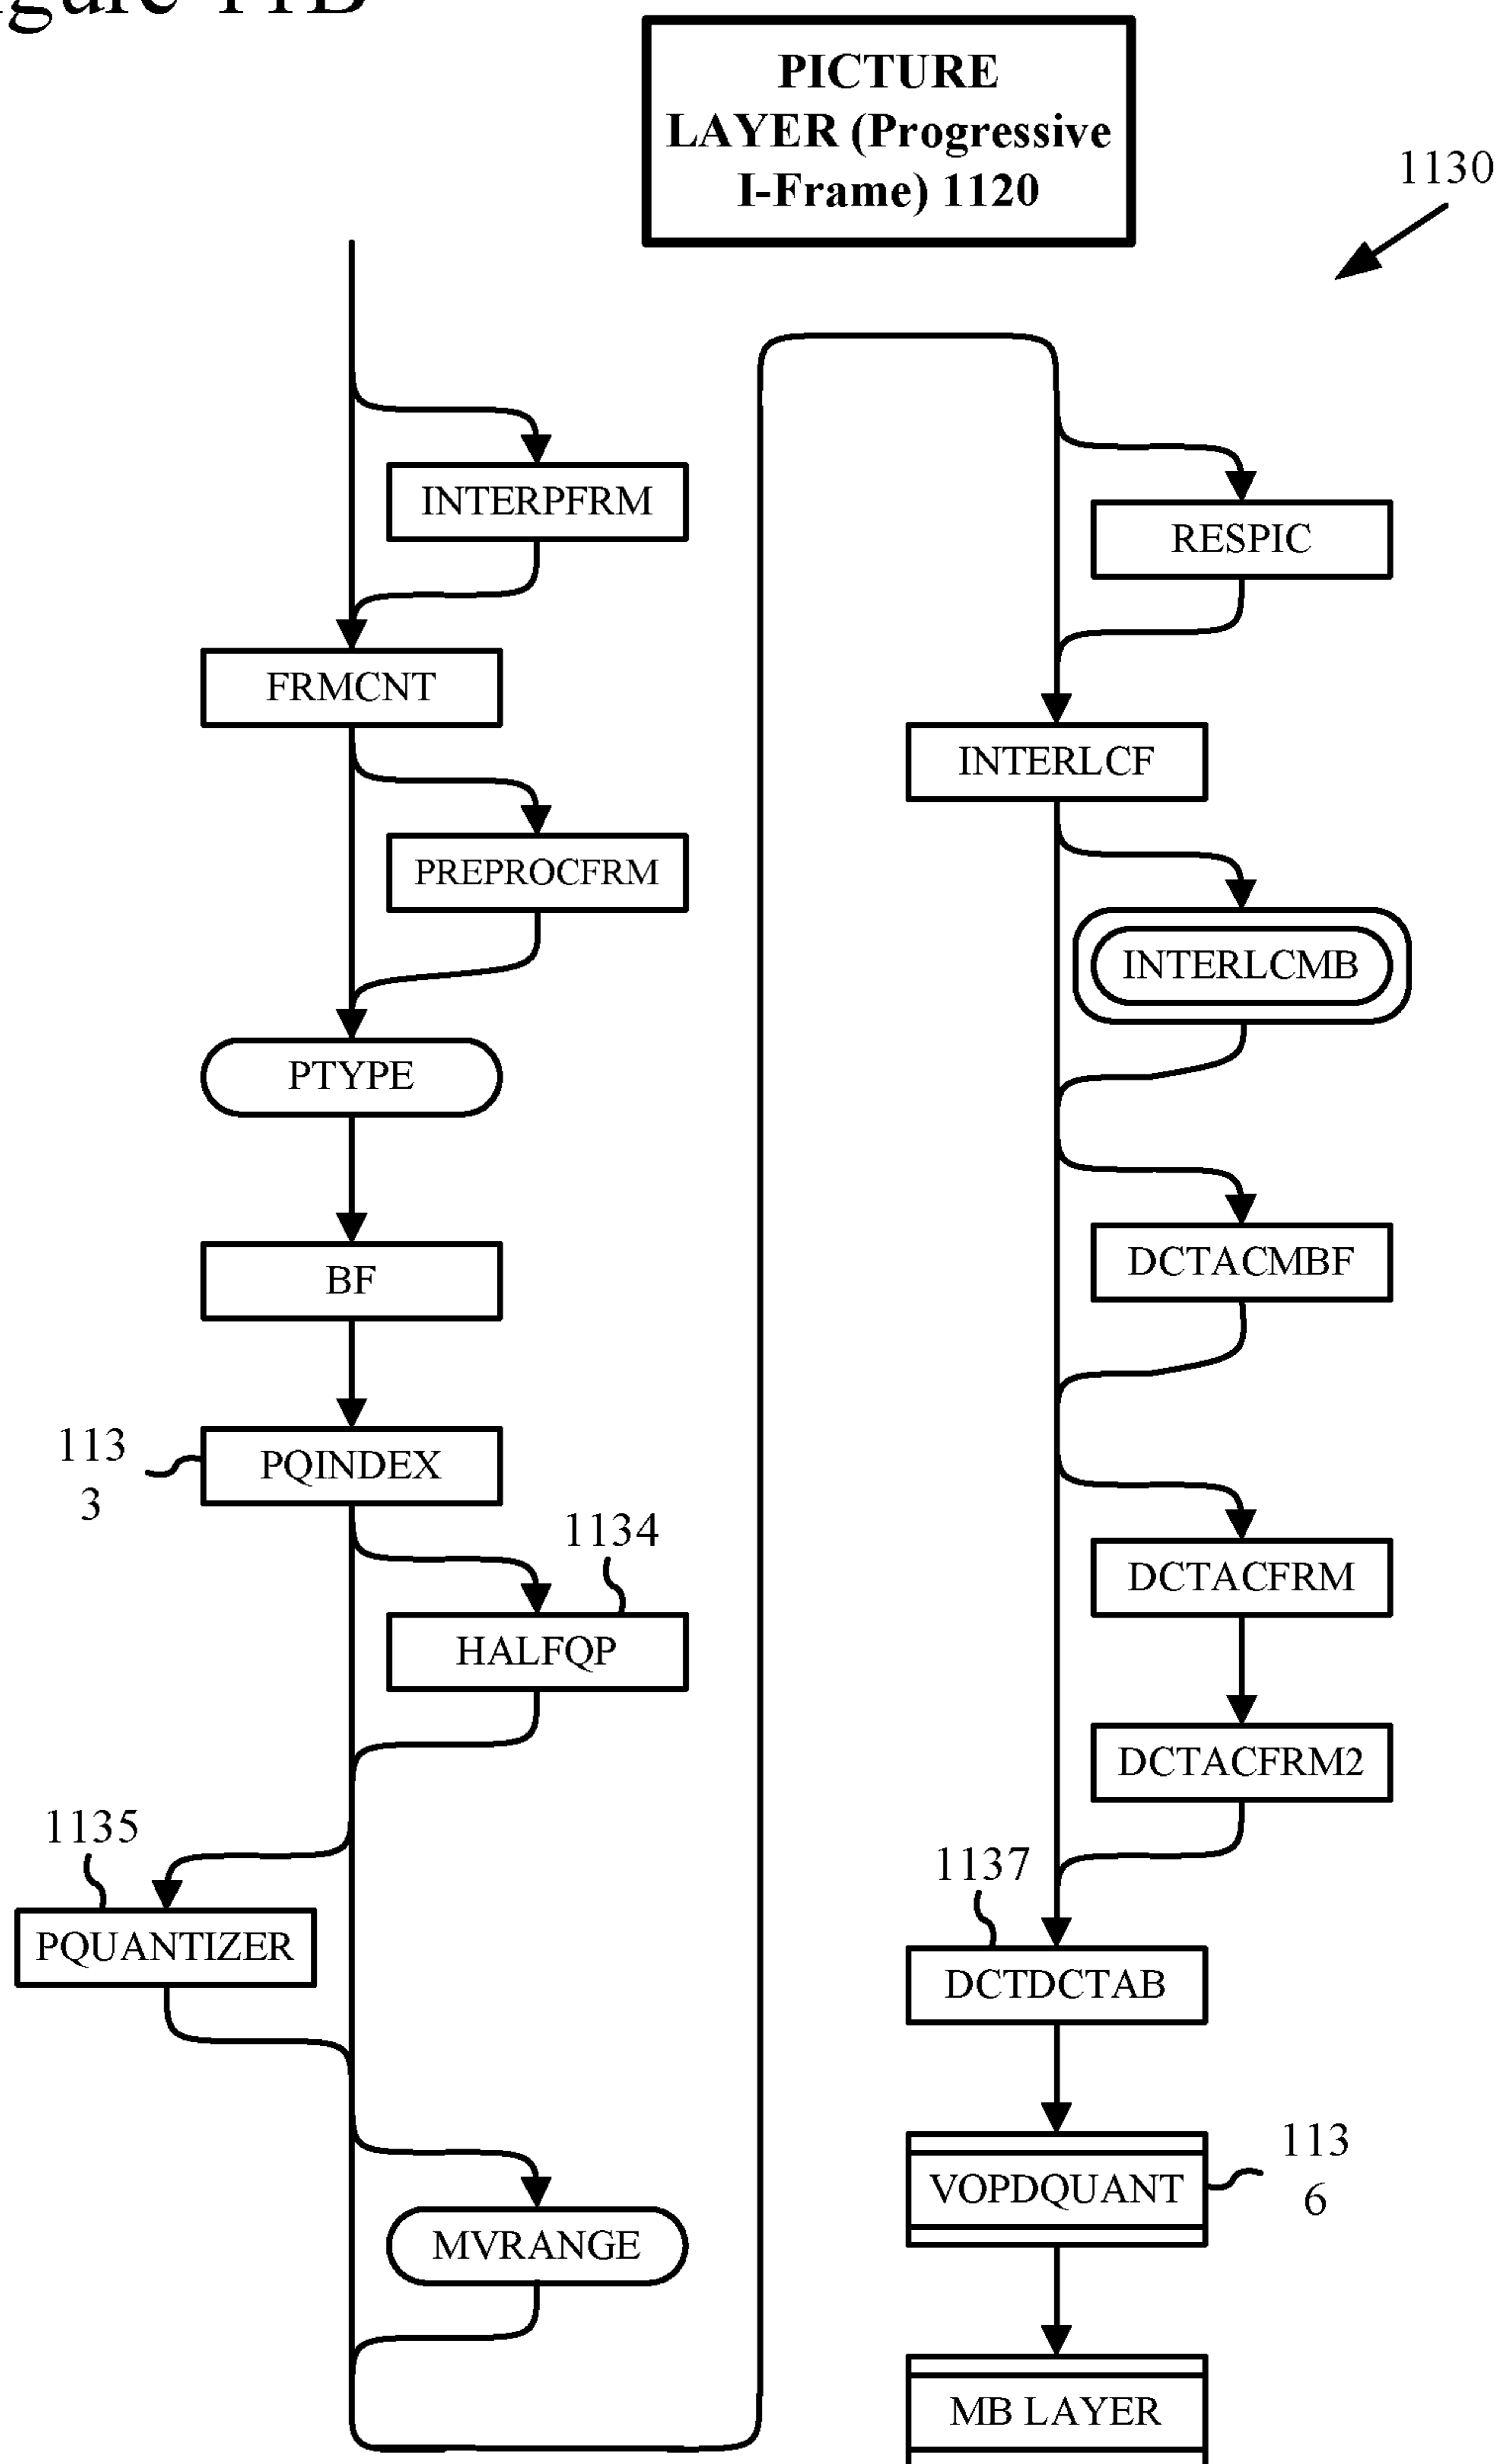 PICTURE
LAYER (Progressive
I-Frame) 1120
1130
INTERPFRM
FRMCNT
PREPROCFRM
PTYPE
BF
113
3
PQINDEX
1134
HALFQP
1135
PQUANTIZER
MVRANGE
RESPIC
INTERLCF
INTERLCMB
DCTACMBF
DCTACFRM
DCTACFRM2
1137
DCTDCTAB
VOPDQUANT
113
6
MB LAYER